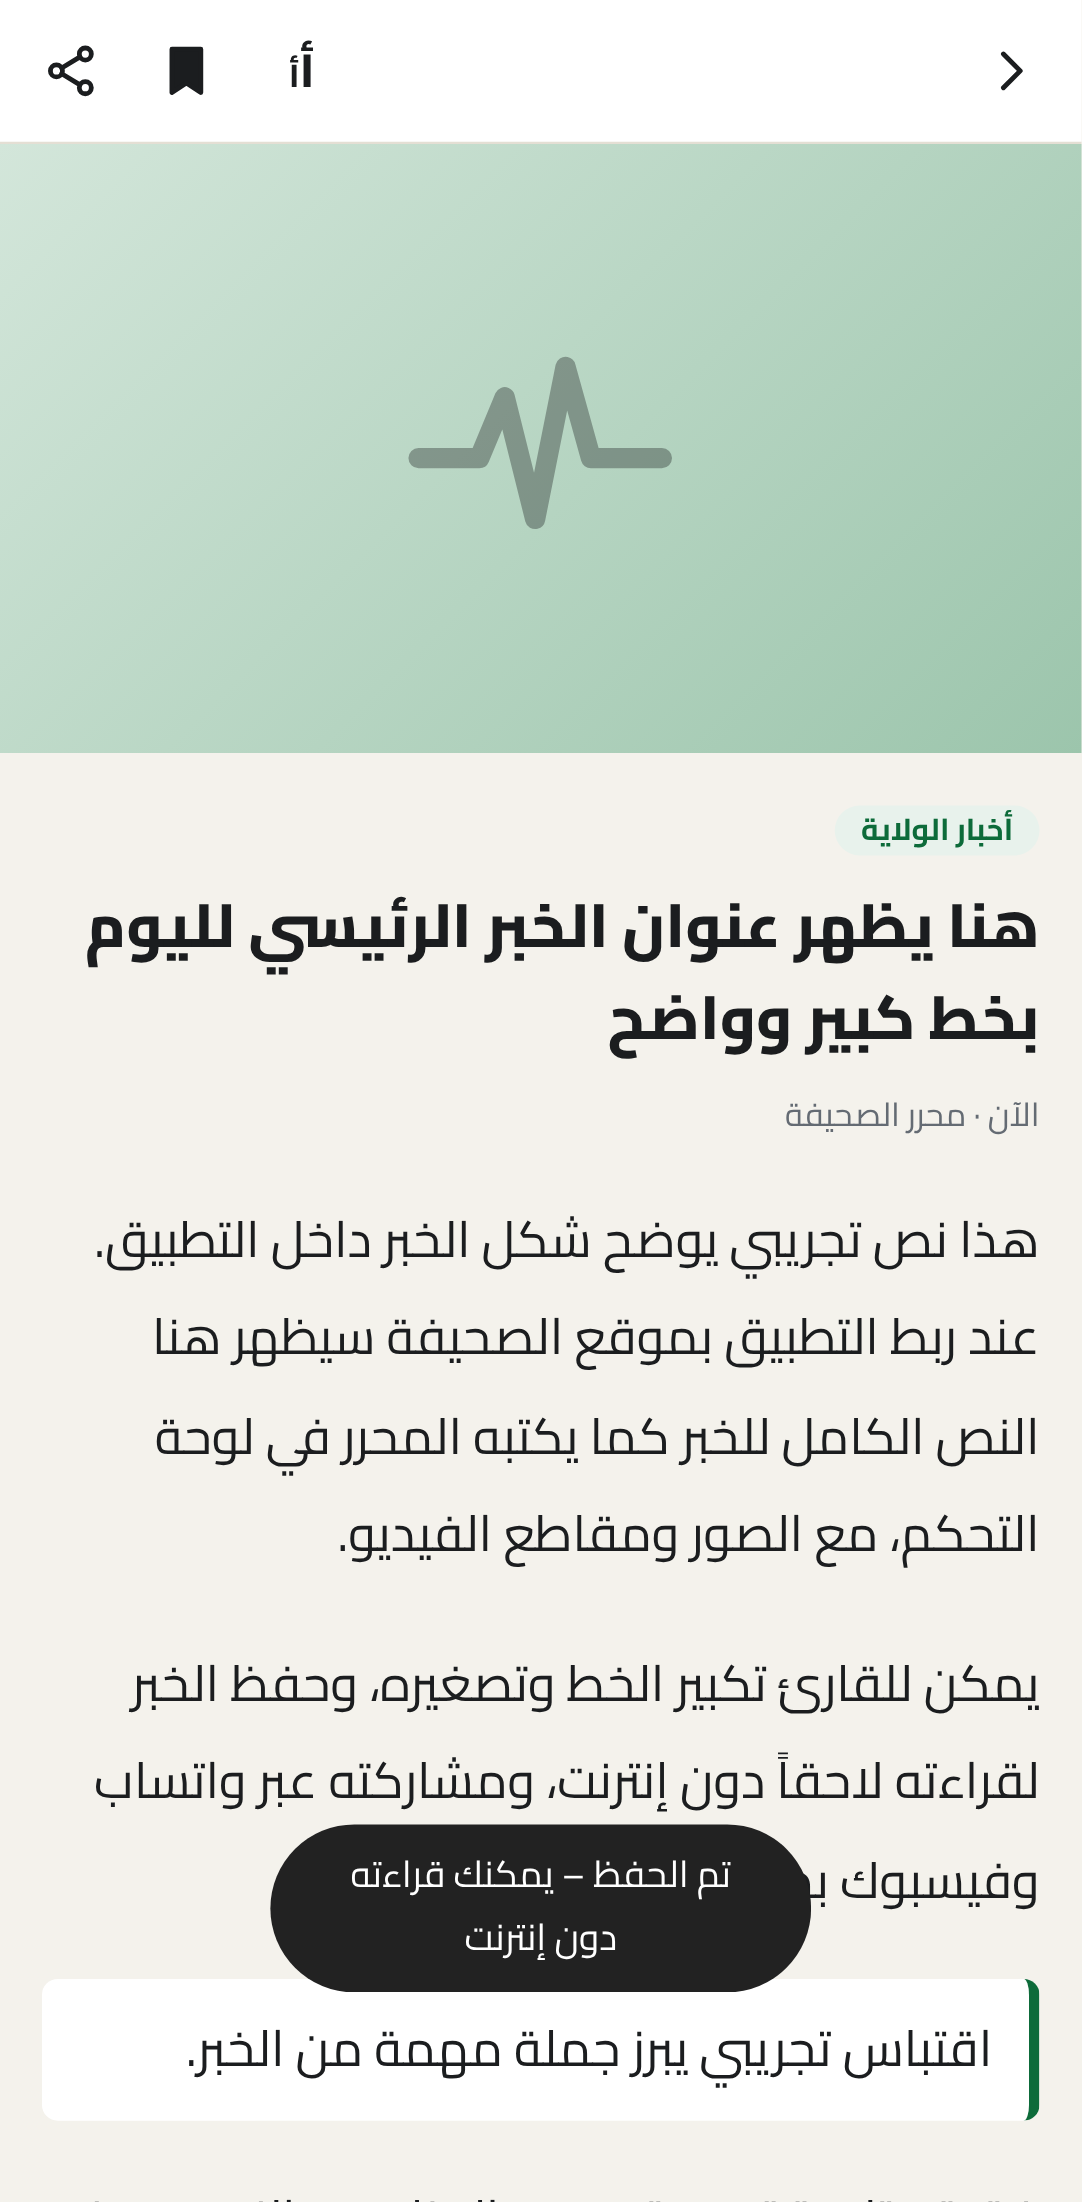 أأ
أخبار الولاية
هنا يظهر عنوان الخبر الرئيسي لليوم
بخط كبير وواضح
الآن · محرر الصحيفة
هذا نص تجريبي يوضح شكل الخبر داخل التطبيق.
عند ربط التطبيق بموقع الصحيفة سيظهر هنا
النص الكامل للخبر كما يكتبه المحرر في لوحة
التحكم، مع الصور ومقاطع الفيديو.
يمكن للقارئ تكبير الخط وتصغيره، وحفظ الخبر
لقراءته لاحقاً دون إنترنت، ومشاركته عبر واتساب
وفيسبوك
تم الحفظ – يمكنك قراءته
دون إنترنت
اقتباس تجريبي يبرز جملة مهمة من الخبر.